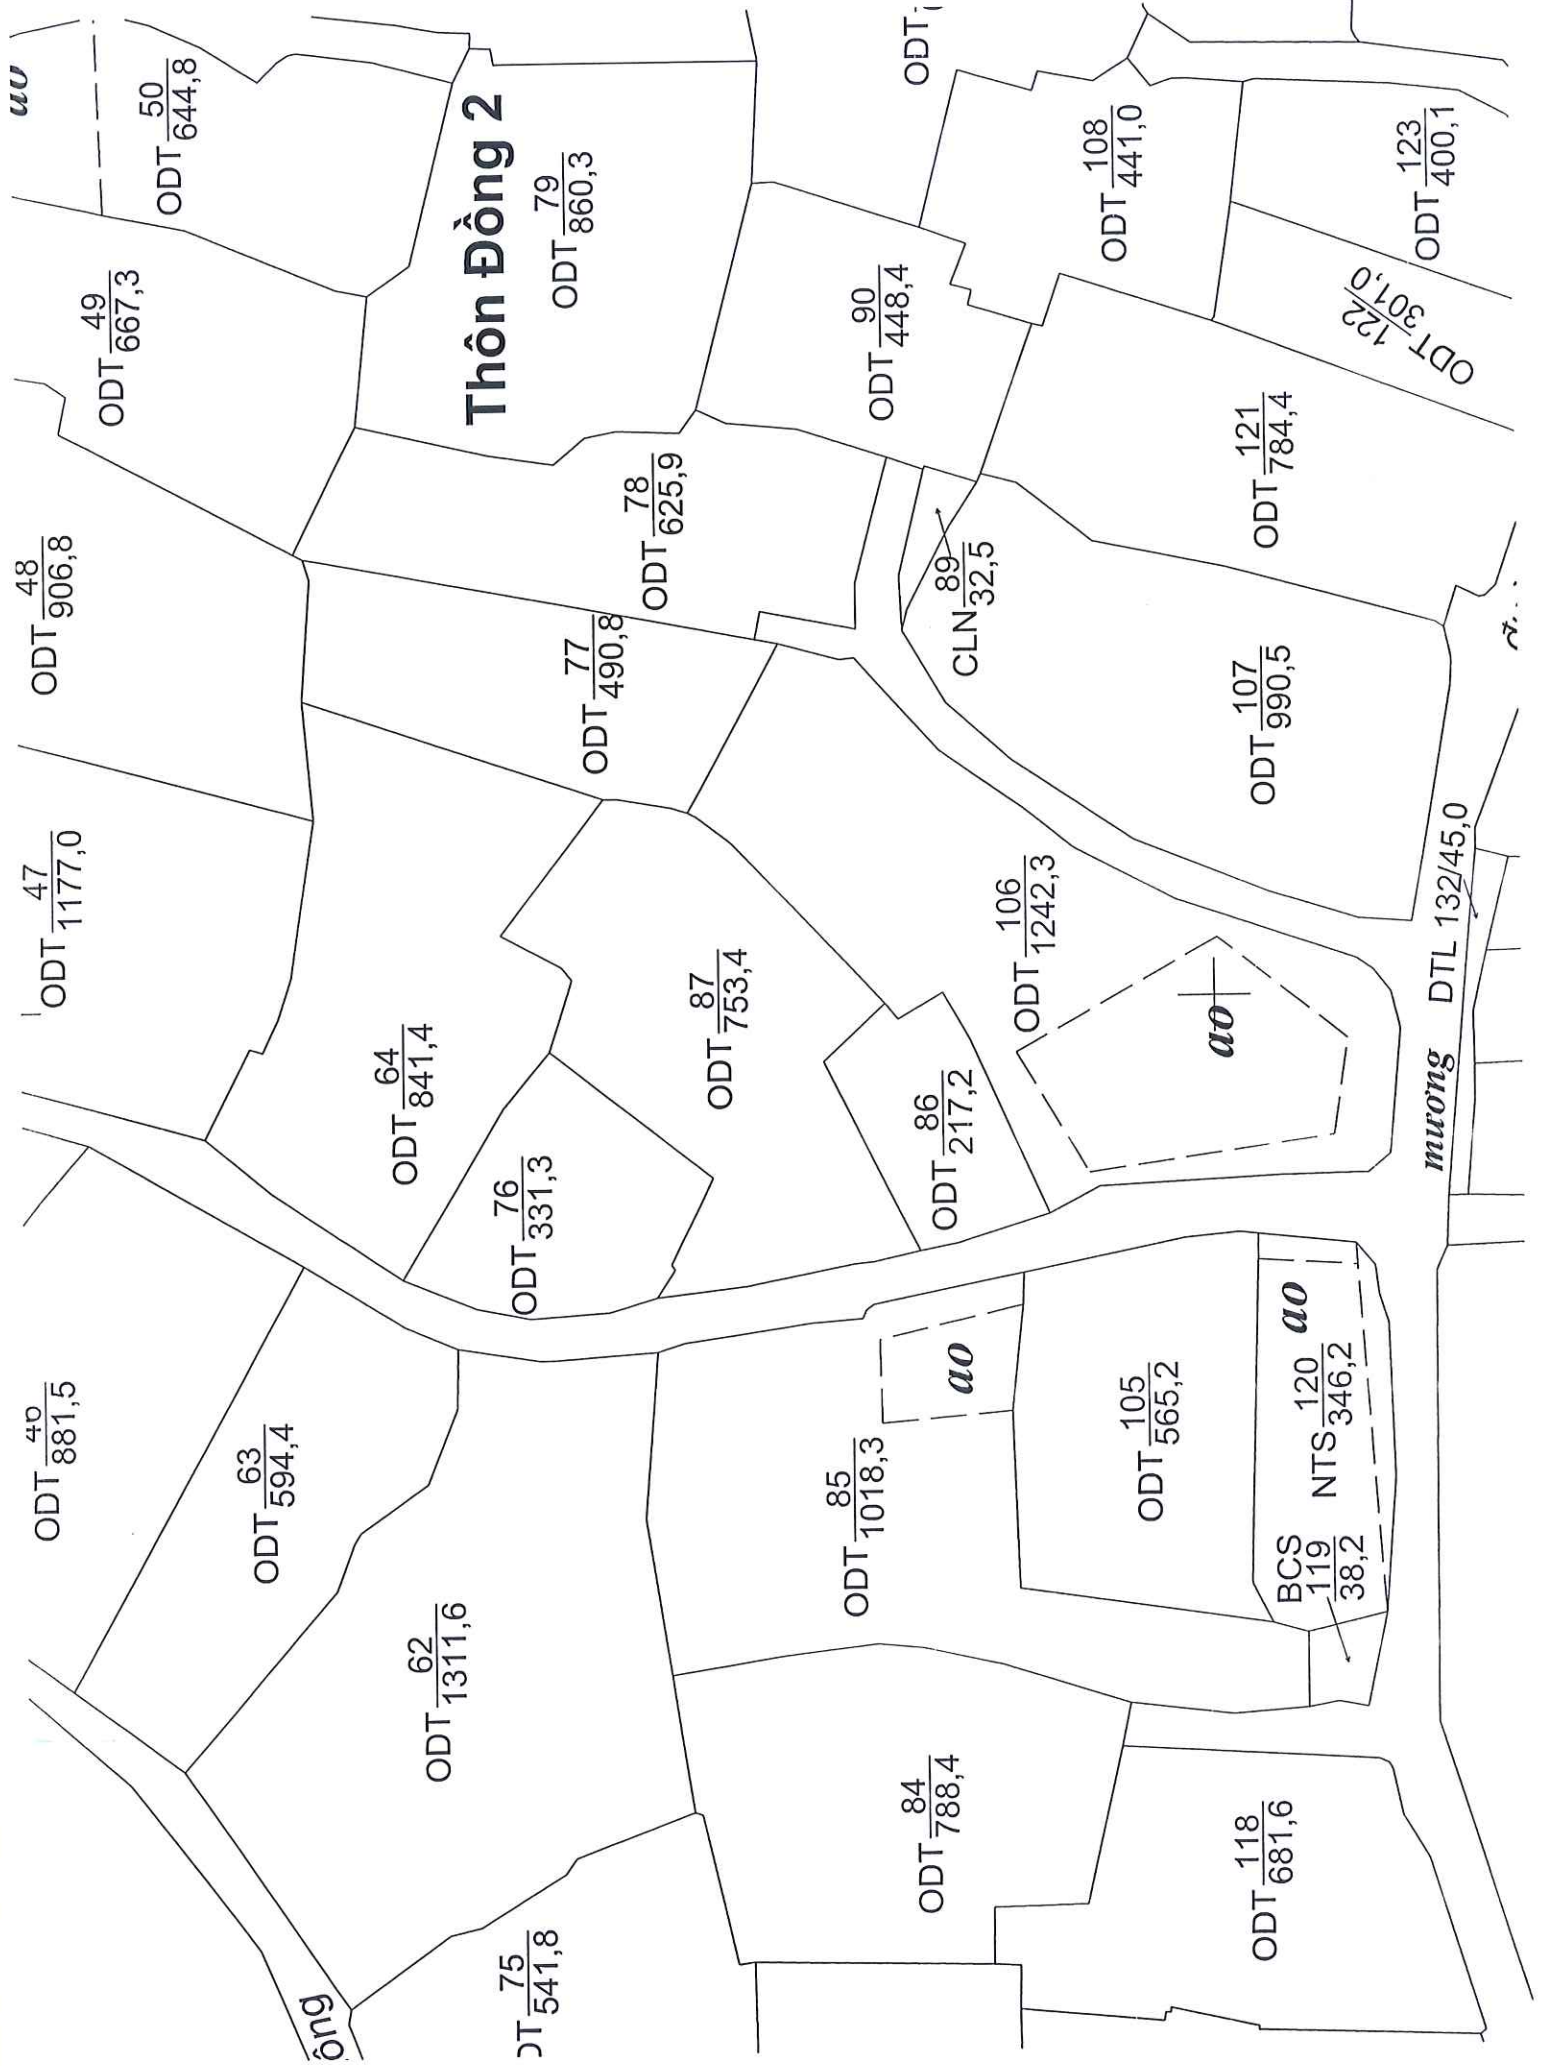 ao
ODT 50
644,8
ODT 49
667,3
ODT 48
906,8
ODT 47
1177,0
ODT
881,5
Thôn Đồng 2
ODT 79
860,3
ODT 78
625,9
ODT 77
490,8
ODT 64
841,4
ODT 76
331,3
ODT 63
594,4
ODT 62
1311,6
75
541,8
ông
ODT
ODT 90
448,4
CLN 89
32,5
ODT 87
753,4
ODT 86
217,2
ODT 106
1242,3
ao
ODT 85
1018,3
ao
ODT 84
788,4
ODT 108
441,0
ODT 123
400,1
ODT 122
301,0
ODT 121
784,4
ODT 107
990,5
ODT 105
565,2
NTS 120
346,2
ao
BCS
119
38,2
ODT 118
681,6
mương
DTL 132/45,0